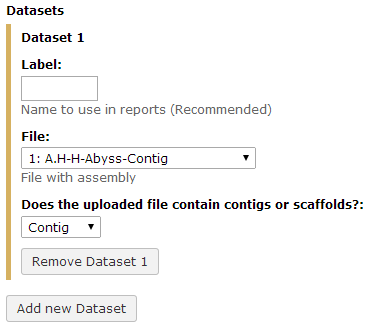 Datasets
Dataset 1
Label:
Name to use in reports (Recommended)
File:
1: A.H-H-Abyss-Contig
File with assembly
Does the uploaded file contain contigs or scaffolds?:
Contig
Remove Dataset 1
Add new Dataset